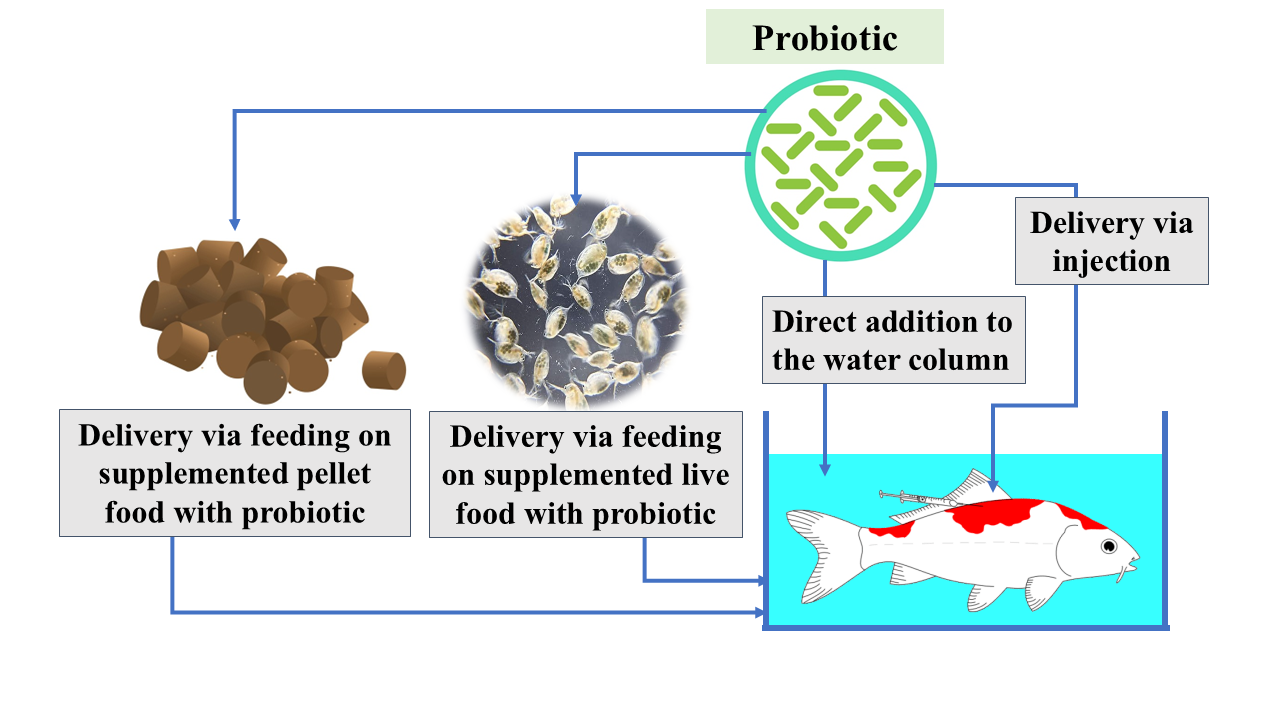 Probiotic
Delivery via
injection
Direct addition to
the water column
Delivery via feeding on
supplemented pellet
food with probiotic
Delivery via feeding
on supplemented live
food with probiotic